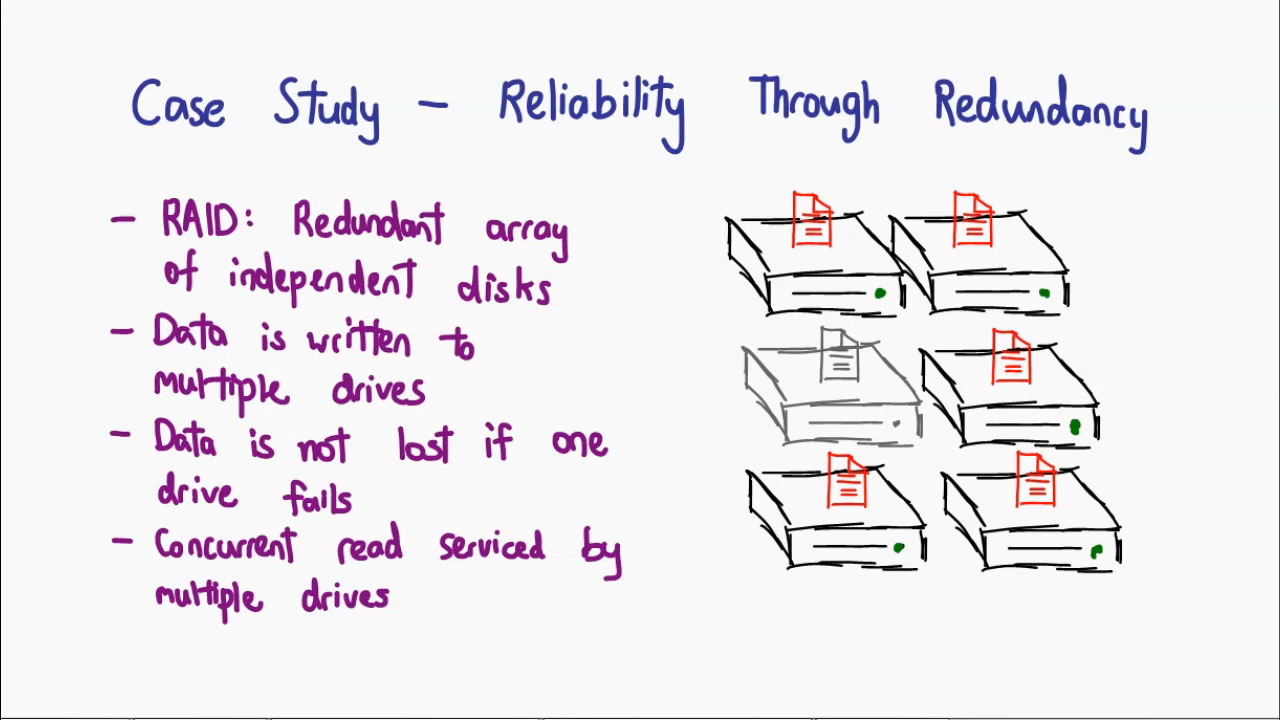 Case Study - Reliability Through Redundancy
- RAID: Redundant array
of independent disks
- Data is written to
multiple drives
- Data is not lost if one
drive fails
- Concurrent read serviced by
multiple drives